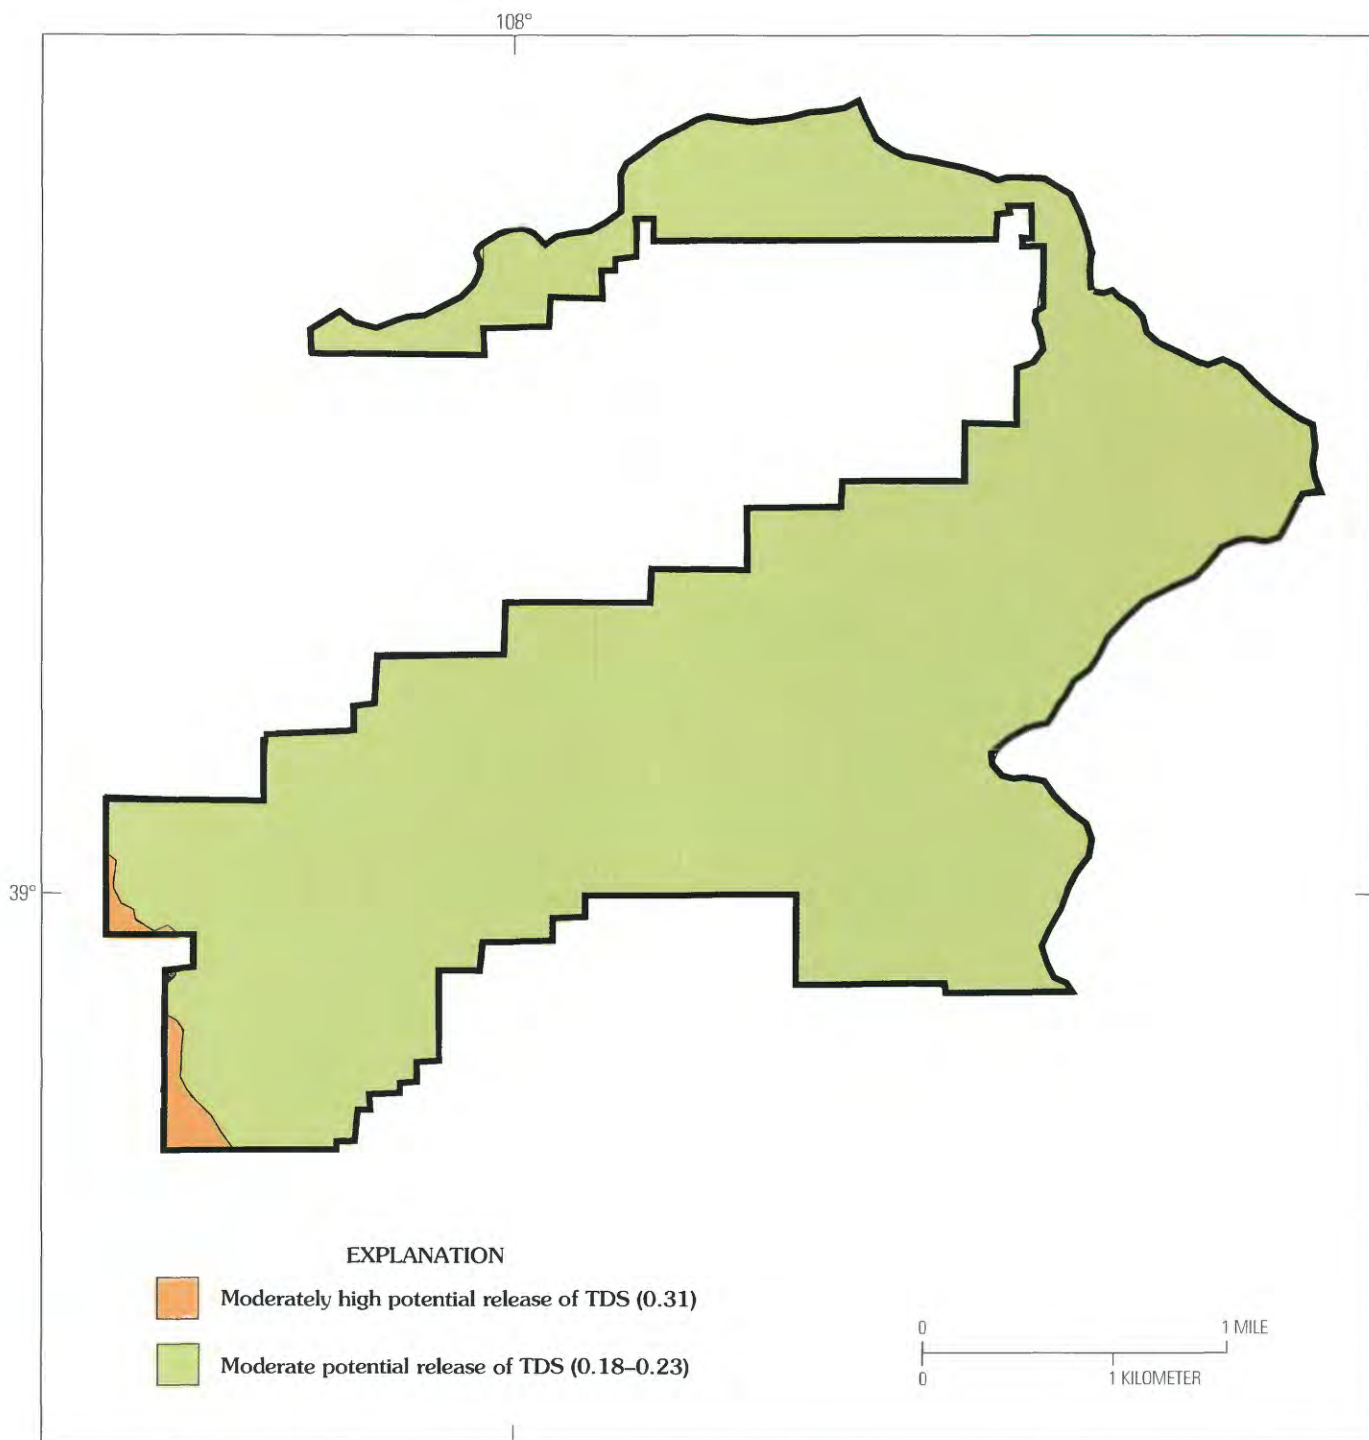 108°
39°
EXPLANATION
Moderately high potential release of TDS (0.31)
Moderate potential release of TDS (0.18–0.23)
0 1 MILE
0 1 KILOMETER